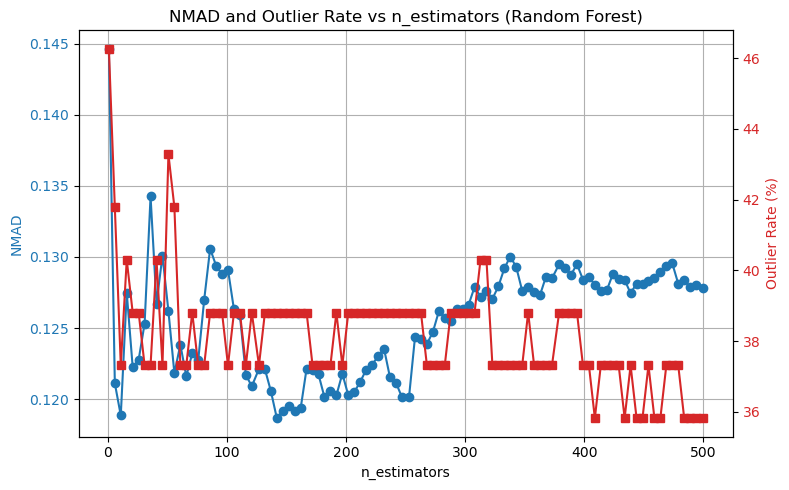 NMAD and Outlier Rate vs n_estimators (Random Forest)
0.145
0.140
0.135
0.130
0.125
0.120
NMAD
46
44
42
40
38
36
Outlier Rate (%)
0 100 200 300 400 500
n_estimators